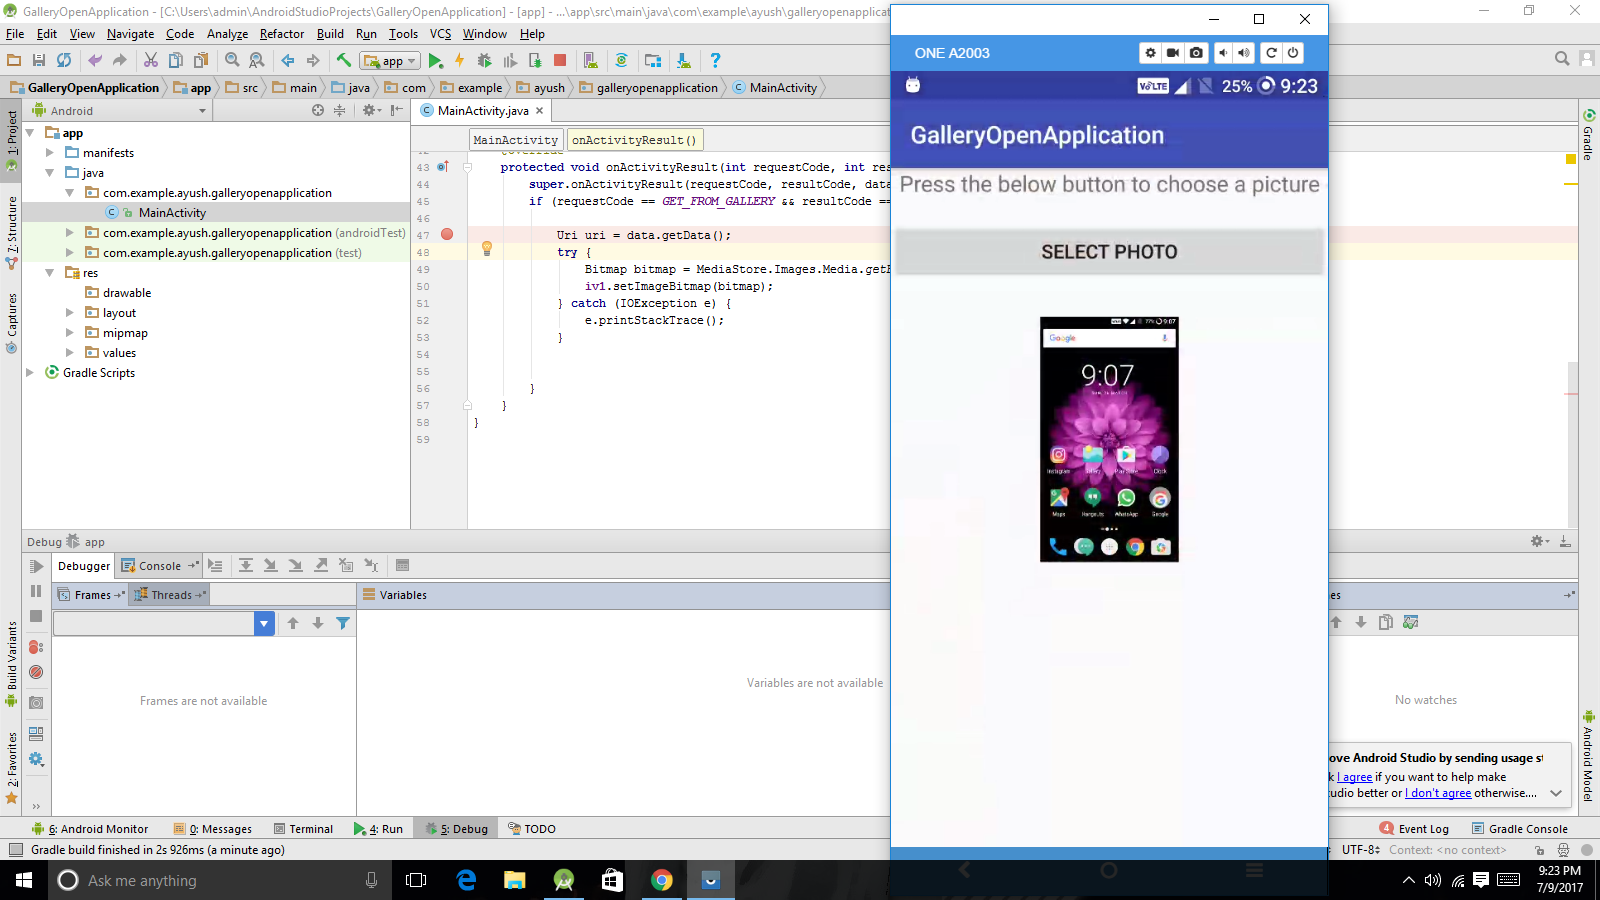 GalleryOpenApplication - [C:\Users\admin\AndroidStudioProjects\GalleryOpenApplication] - [app] - ...\app\src\main\java\com\example\ayush\galleryopenapplication
File Edit View Navigate Code Analyze Refactor Build Run Tools VCS Window Help
app
GalleryOpenApplication app src main java com example ayush galleryopenapplication MainActivity
1: Project
7: Structure
Captures
Build Variants
2: Favorites
Android
app
manifests
java
com.example.ayush.galleryopenapplication
MainActivity
com.example.ayush.galleryopenapplication (androidTest)
com.example.ayush.galleryopenapplication (test)
res
drawable
layout
mipmap
values
Gradle Scripts
MainActivity.java
MainActivity onActivityResult()
43 protected void onActivityResult(int requestCode, int res
44 super.onActivityResult(requestCode, resultCode, data
45 if (requestCode == GET_FROM_GALLERY && resultCode ==
46
47 Uri uri = data.getData();
48 try {
49 Bitmap bitmap = MediaStore.Images.Media.getB
50 iv1.setImageBitmap(bitmap);
51 } catch (IOException e) {
52 e.printStackTrace();
53 }
54
55
56 }
57 }
58 }
59
ONE A2003
VoLTE 25% 9:23
GalleryOpenApplication
Press the below button to choose a picture
SELECT PHOTO
77% 9:07
Google
9:07
Instagram Gallery Play Store Clock
Maps Hangouts WhatsApp Google
Gradle
Android Model
Debug app
Debugger Console
Frames Threads
Variables
es
Frames are not available
Variables are not available
No watches
ove Android Studio by sending usage st
k I agree if you want to help make
tudio better or I don't agree otherwise....
6: Android Monitor 0: Messages Terminal 4: Run 5: Debug TODO
4 Event Log Gradle Console
Gradle build finished in 2s 926ms (a minute ago)
UTF-8 Context: <no context>
Ask me anything
9:23 PM
7/9/2017